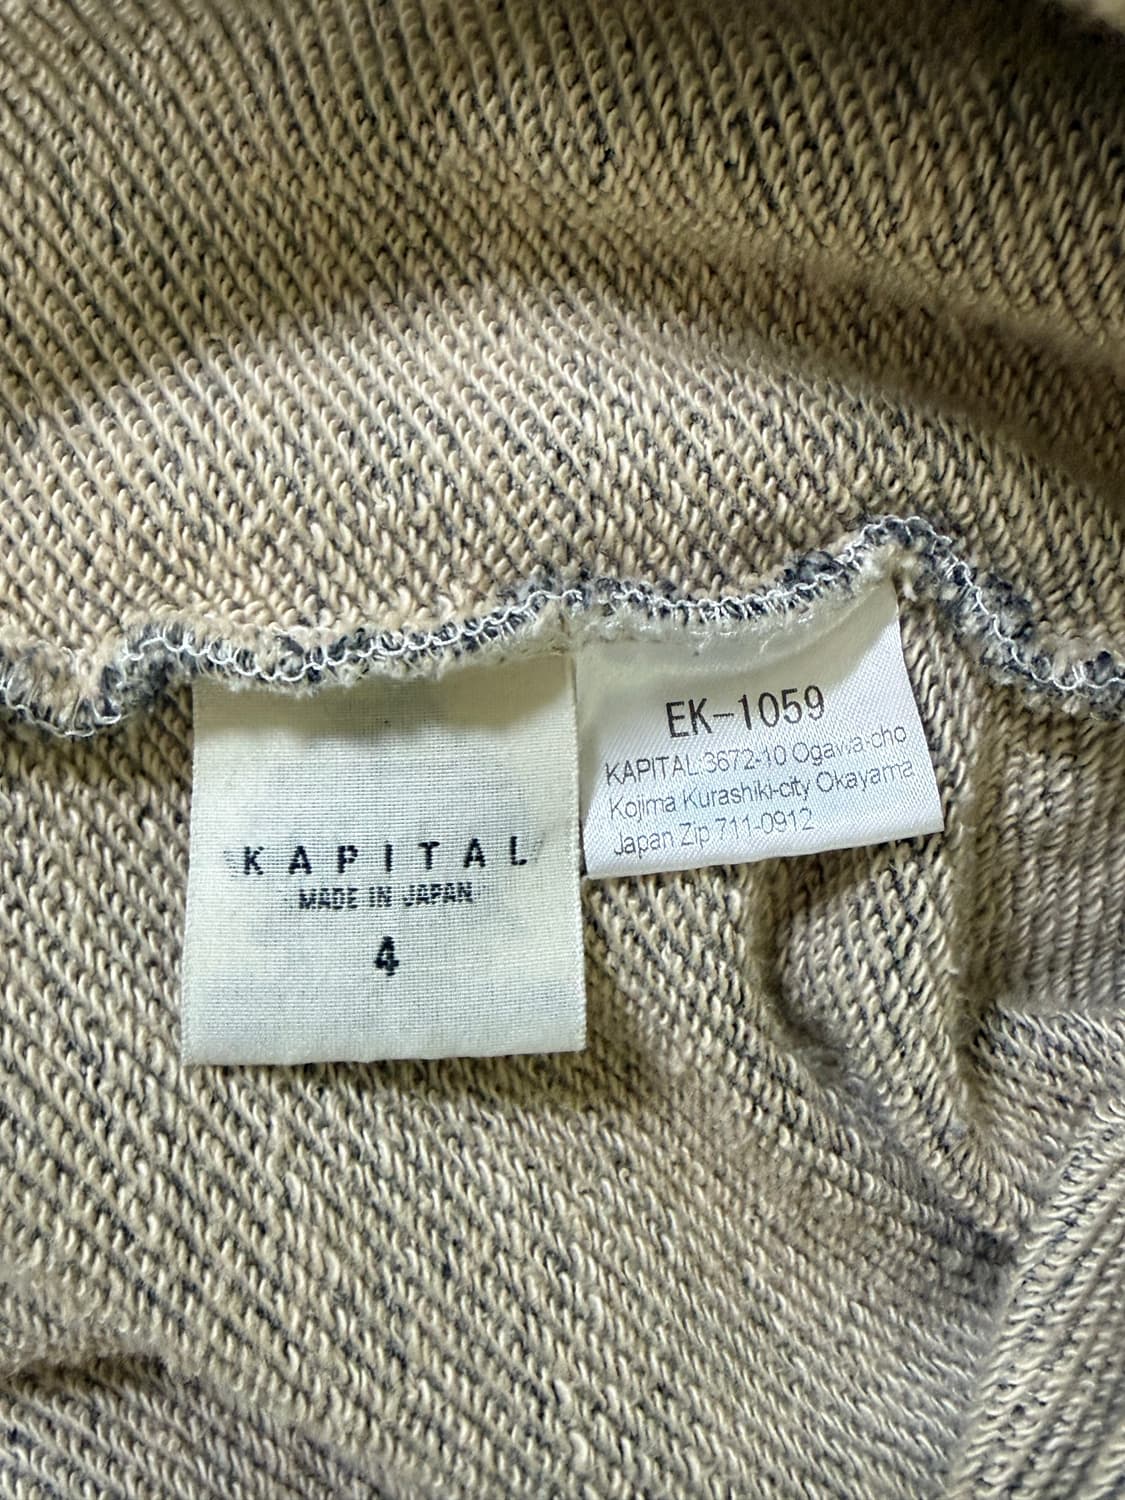 KAPITAL
MADE IN JAPAN
4
EK-1059
KAPITAL:3672-10 Ogawa-cho
Kojima Kurashiki-city Okayama
Japan Zip 711-0912